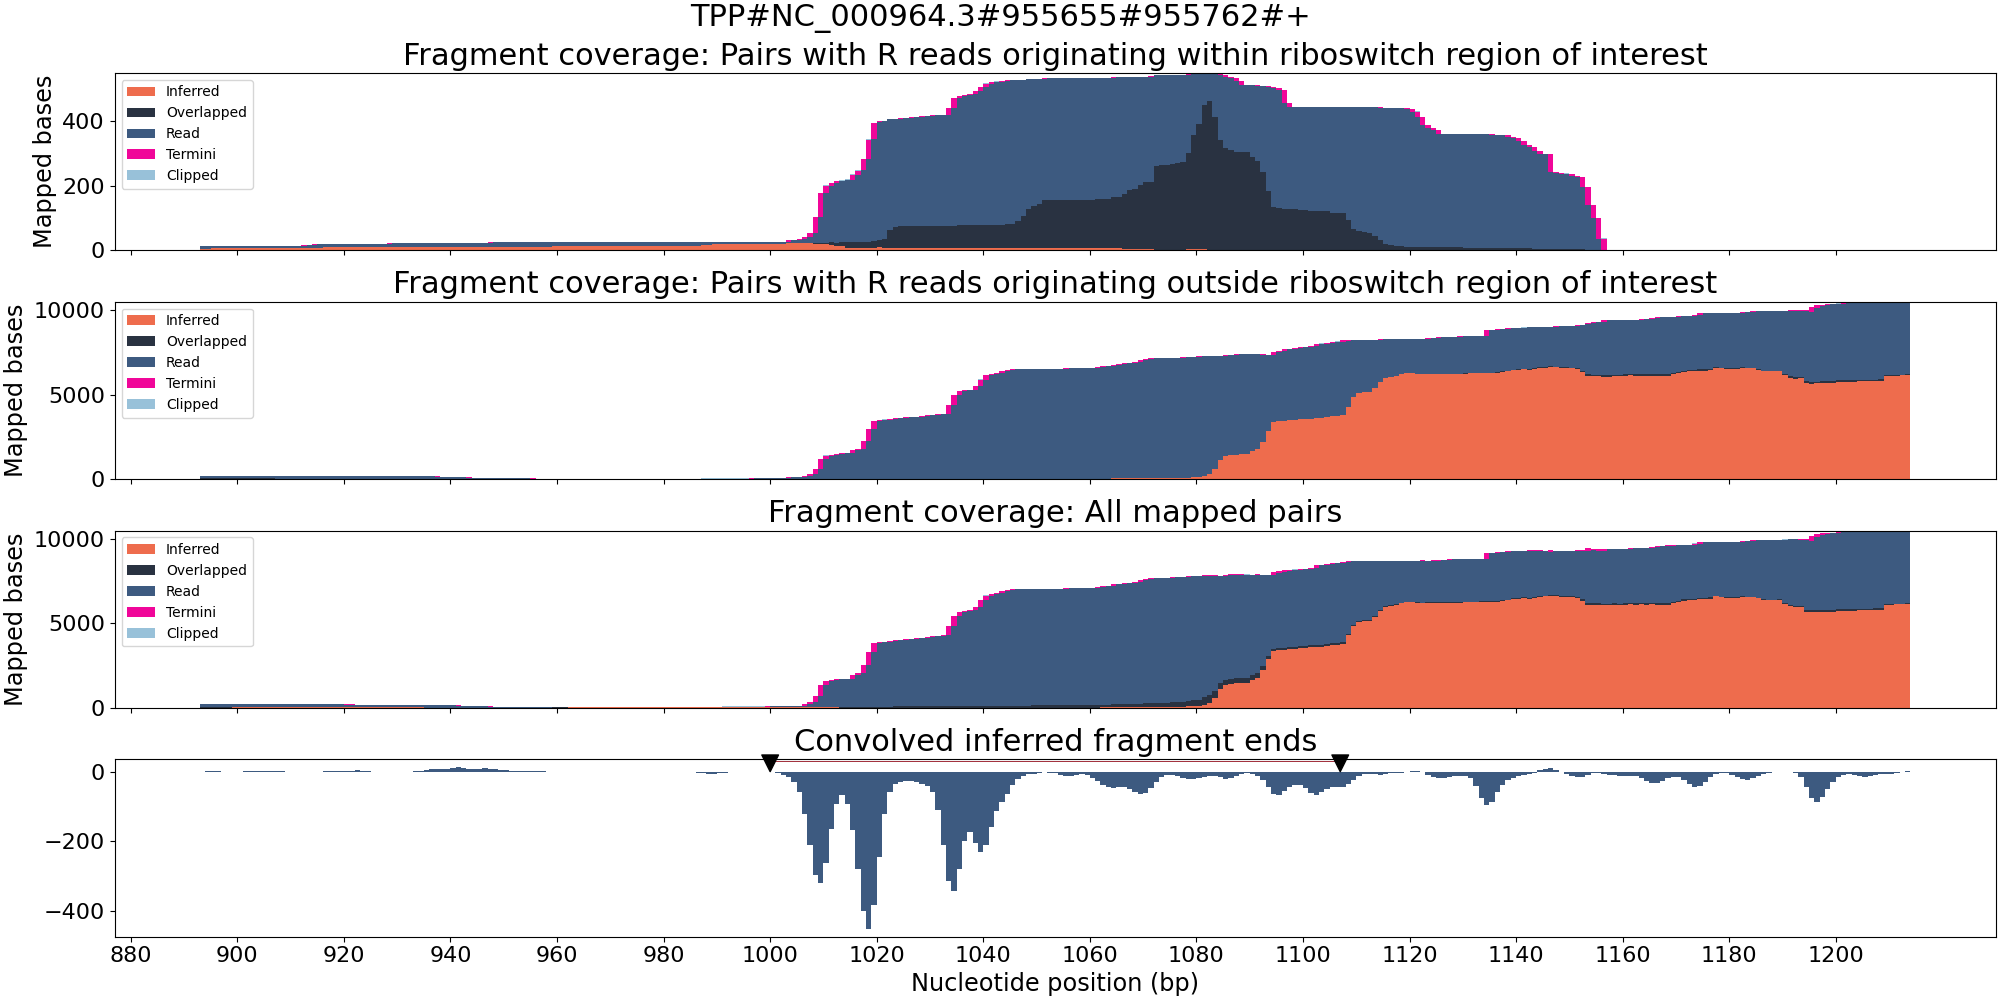 TPP#NC_000964.3#955655#955762#+
Fragment coverage: Pairs with R reads originating within riboswitch region of interest
Mapped bases
400
200
0
Inferred
Overlapped
Read
Termini
Clipped
Fragment coverage: Pairs with R reads originating outside riboswitch region of interest
Mapped bases
10000
5000
0
Inferred
Overlapped
Read
Termini
Clipped
Fragment coverage: All mapped pairs
Mapped bases
10000
5000
0
Inferred
Overlapped
Read
Termini
Clipped
Convolved inferred fragment ends
0
−200
−400
880 900 920 940 960 980 1000 1020 1040 1060 1080 1100 1120 1140 1160 1180 1200
Nucleotide position (bp)